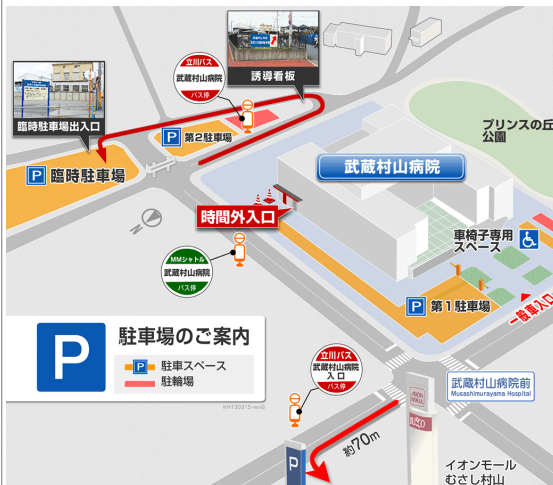 立川バス
武蔵村山病院
バス停
誘導看板
臨時駐車場出入口
P 第2駐車場
P 臨時駐車場
プリンスの丘
公園
武蔵村山病院
時間外入口
車椅子専用
スペース
N
MMシャトル
武蔵村山病院
バス停
P 第1駐車場
一般車入口
P
駐車場のご案内
P 駐車スペース
駐輪場
KH130215-revG
立川バス
武蔵村山病院
入口
バス停
武蔵村山病院前
Musashimurayama Hospital
AEON
MALL
約70m
P
イオンモール
むさし村山